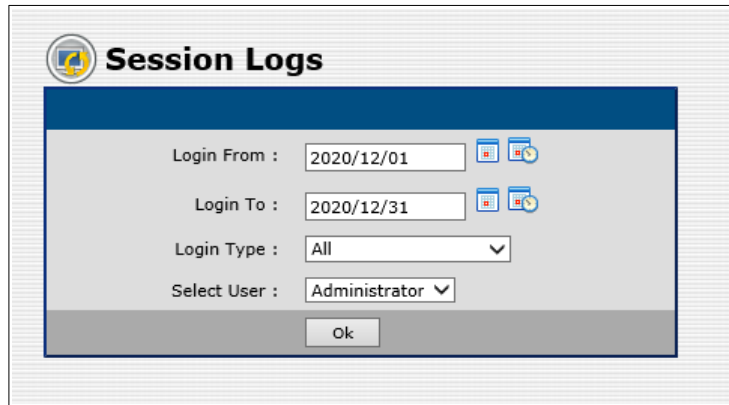 Session Logs
Login From :
2020/12/01
Login To :
2020/12/31
Login Type :
All
Select User :
Administrator
Ok